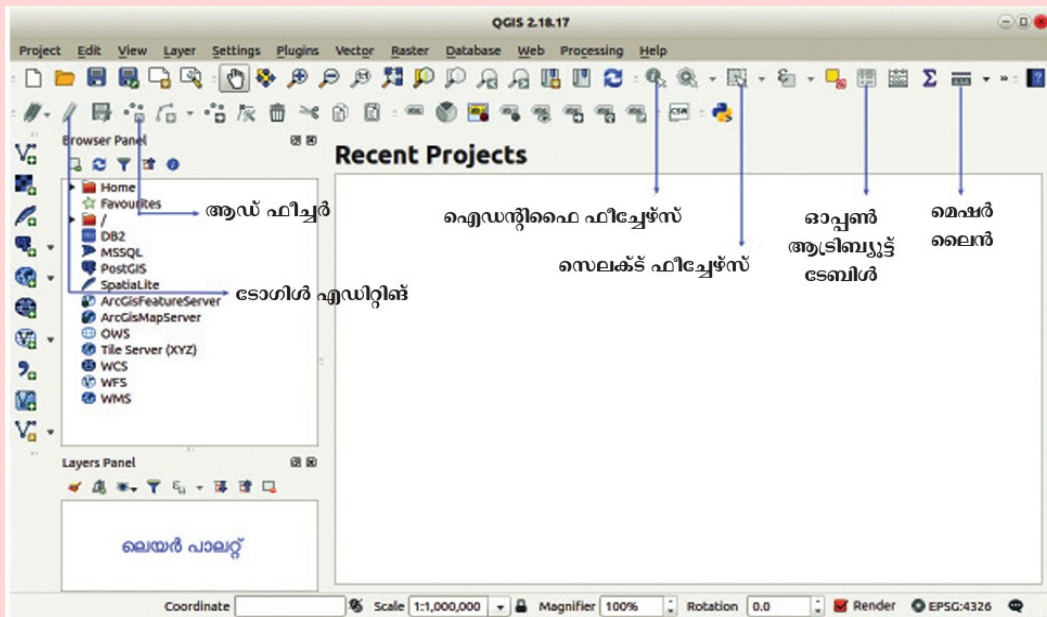 QGIS 2.18.17
Project Edit View Layer Settings Plugins Vector Raster Database Web Processing Help
Browser Panel
Recent Projects
Home
Favourites
/
DB2
MSSQL
PostGIS
SpatiaLite
ArcGisFeatureServer
ArcGisMapServer
OWS
Tile Server (XYZ)
WCS
WFS
WMS
ആഡ് ഫീച്ചർ
ടോഗിൾ എഡിറ്റിങ്
ഐഡന്റിഫൈ ഫീച്ചേഴ്സ്
സെലക്ട് ഫീച്ചേഴ്സ്
ഓപ്പൺ
ആട്രിബ്യൂട്ട്
ടേബിൾ
മെഷർ
ലൈൻ
Layers Panel
ലെയർ പാലറ്റ്
Coordinate Scale 1:1,000,000 Magnifier 100% Rotation 0.0 Render EPSG:4326